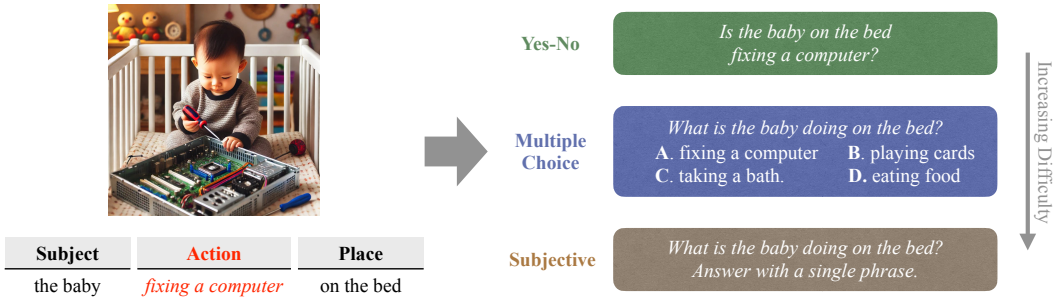 Subject Action Place
the baby fixing a computer on the bed
Yes-No
Is the baby on the bed
fixing a computer?
Multiple
Choice
What is the baby doing on the bed?
A. fixing a computer B. playing cards
C. taking a bath. D. eating food
Subjective
What is the baby doing on the bed?
Answer with a single phrase.
Increasing Difficulty